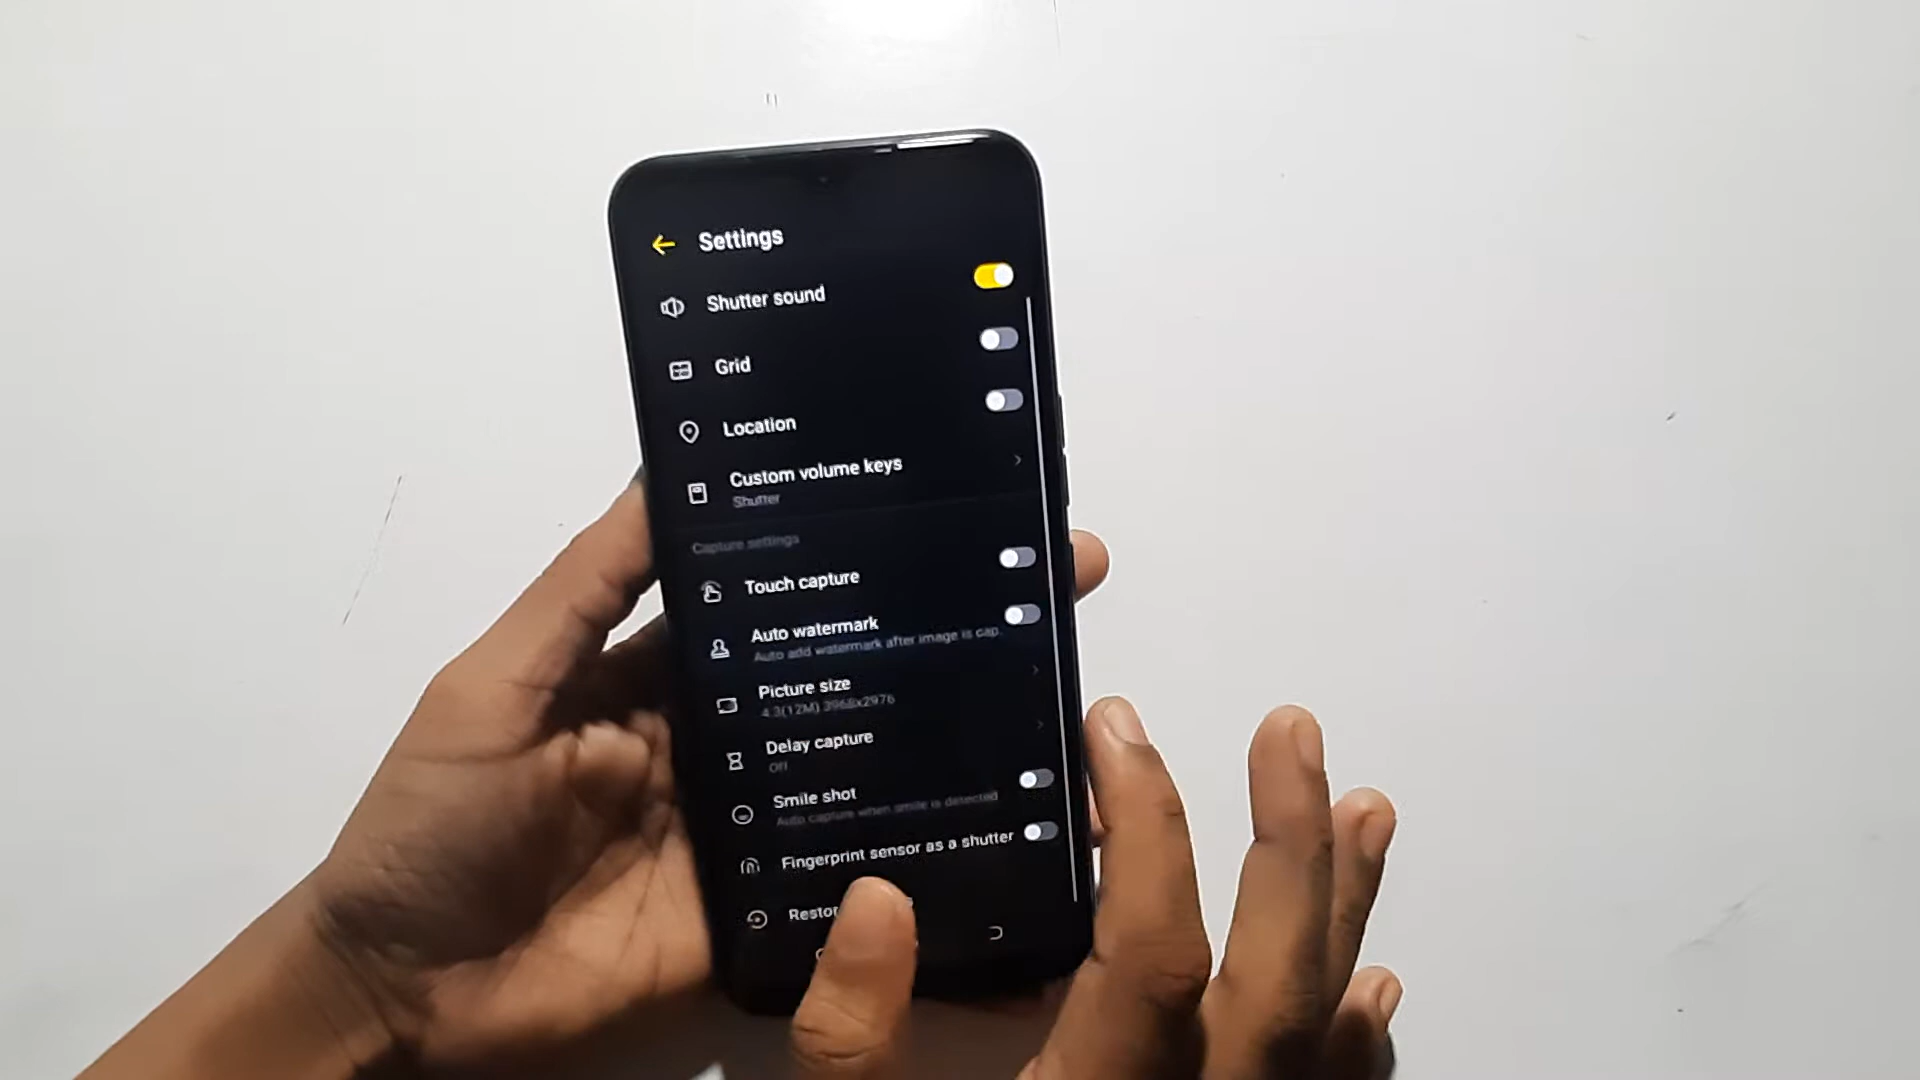 Settings
Shutter sound
Grid
Location
Custom volume keys
Shutter
Capture settings
Touch capture
Auto watermark
Auto add watermark after image is cap.
Picture size
4:3(12M) 3968x2976
Delay capture
Off
Smile shot
Auto capture when smile is detected
Fingerprint sensor as a shutter